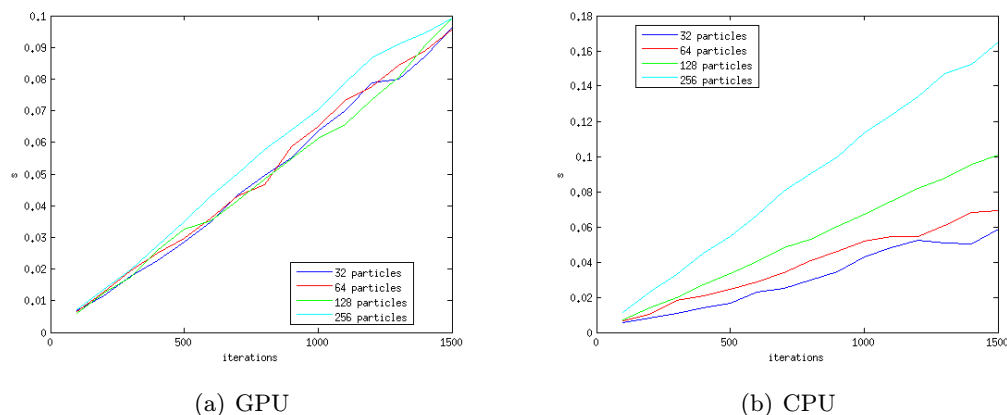 0.1
0.09
0.08
0.07
0.06
0.05
0.04
0.03
0.02
0.01
0
s
0
500
1000
1500
iterations
32 particles
64 particles
128 particles
256 particles
(a) GPU
0.18
0.16
0.14
0.12
0.1
0.08
0.06
0.04
0.02
0
s
0
500
1000
1500
iterations
32 particles
64 particles
128 particles
256 particles
(b) CPU